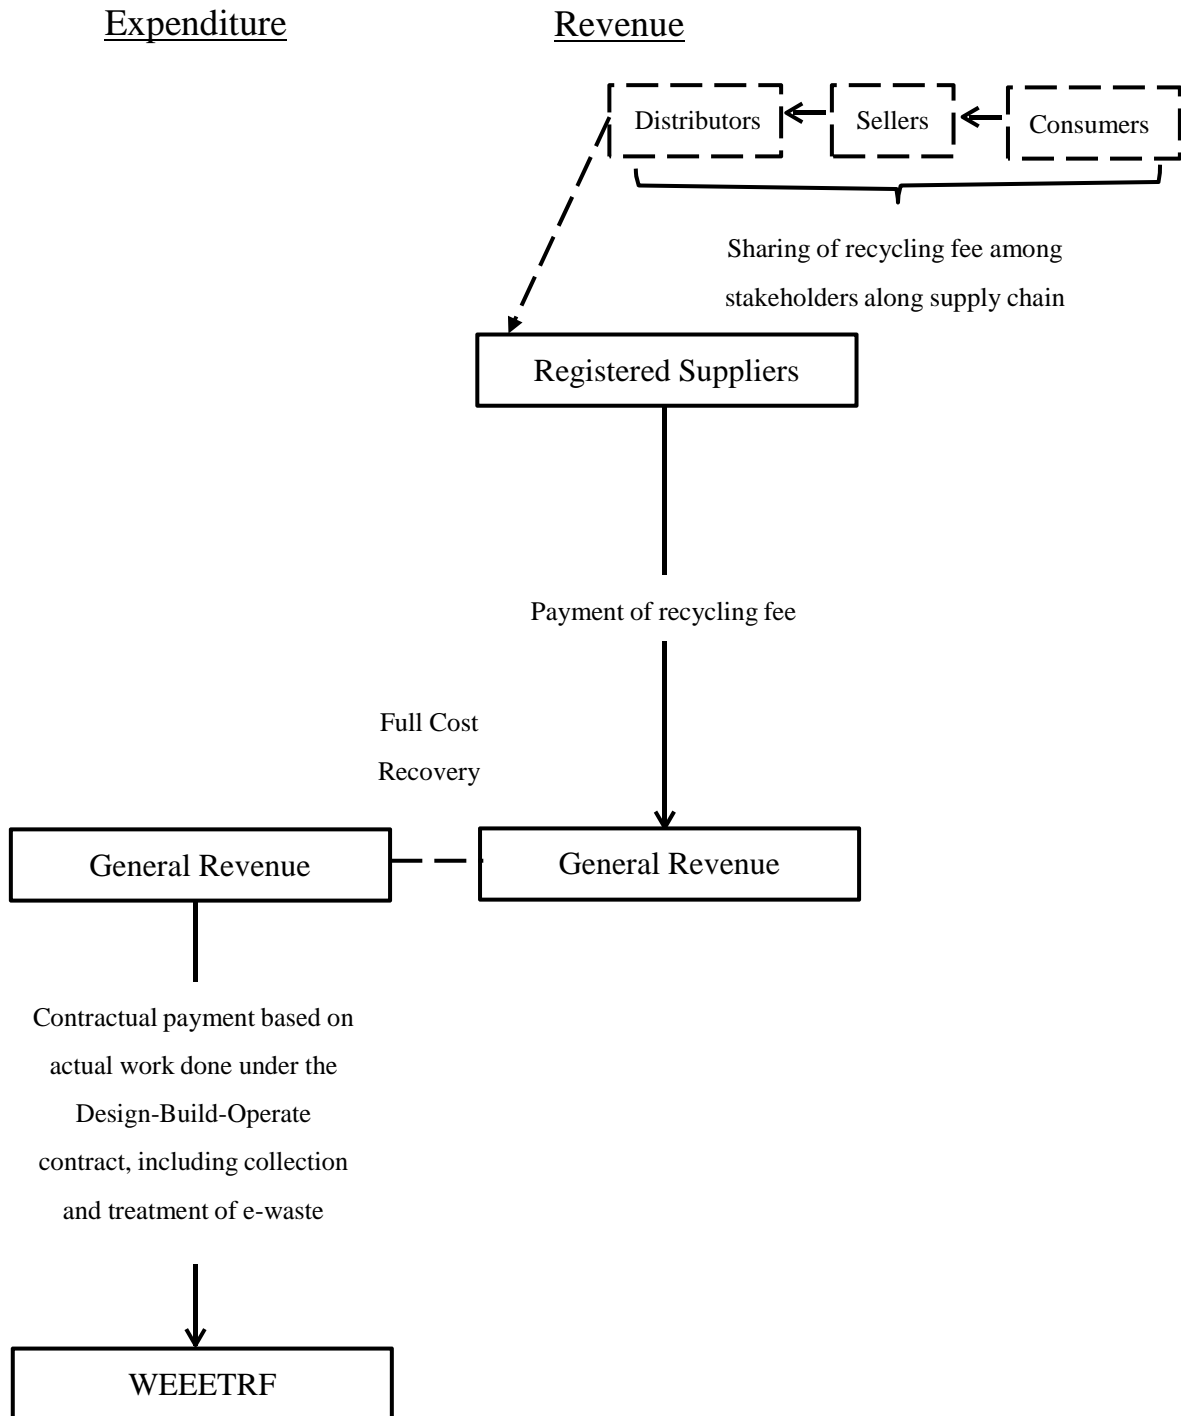 Expenditure
Revenue
Distributors
Sellers
Consumers
Sharing of recycling fee among
stakeholders along supply chain
Registered Suppliers
Payment of recycling fee
Full Cost
Recovery
General Revenue
General Revenue
Contractual payment based on
actual work done under the
Design-Build-Operate
contract, including collection
and treatment of e-waste
WEEETRF